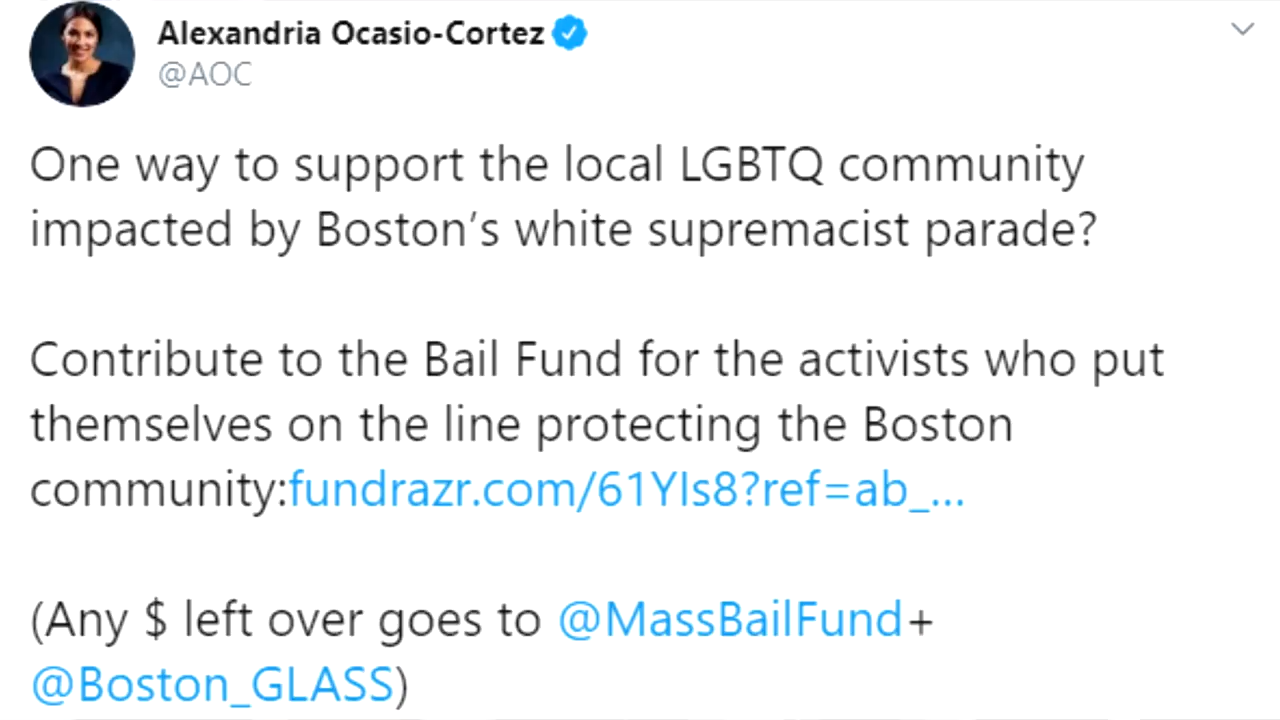 Alexandria Ocasio-Cortez
@AOC
One way to support the local LGBTQ community
impacted by Boston’s white supremacist parade?
Contribute to the Bail Fund for the activists who put
themselves on the line protecting the Boston
community:fundrazr.com/61YIs8?ref=ab_...
(Any $ left over goes to @MassBailFund+
@Boston_GLASS)